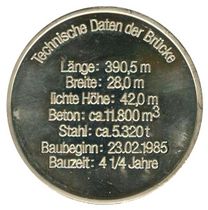 Technische Daten der Brücke
Länge: 390,5 m
Breite: 28,0 m
lichte Höhe: 42,0 m
Beton: ca.11.800 m³
Stahl: ca.5.320 t
Baubeginn: 23.02.1985
Bauzeit: 4 1/4 Jahre